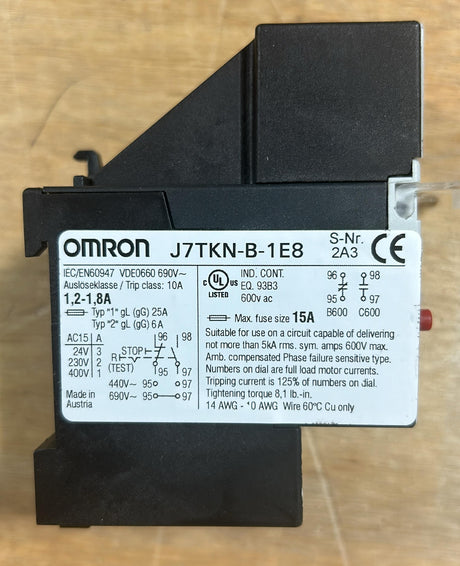 OMRON J7TKN-B-1E8 S-Nr. 2A3 CE
IEC/EN60947 VDE0660 690V~
Auslöseklasse / Trip class: 10A
1,2-1,8A
Typ "1" gL (gG) 25A
Typ "2" gL (gG) 6A
AC15 A
24V 3
230V 2
400V 1
STOP
R
(TEST)
96 98
95 97
440V~ 95 97
690V~ 95 97
Made in
Austria
C UL US
LISTED
IND. CONT.
EQ. 93B3
600V ac
96 98
95 97
B600 C600
Max. fuse size 15A
Suitable for use on a circuit capable of delivering
not more than 5kA rms. sym. amps 600V max.
Amb. compensated Phase failure sensitive type.
Numbers on dial are full load motor currents.
Tripping current is 125% of numbers on dial.
Tightening torque 8,1 lb.-in.
14 AWG - 10 AWG Wire 60°C Cu only